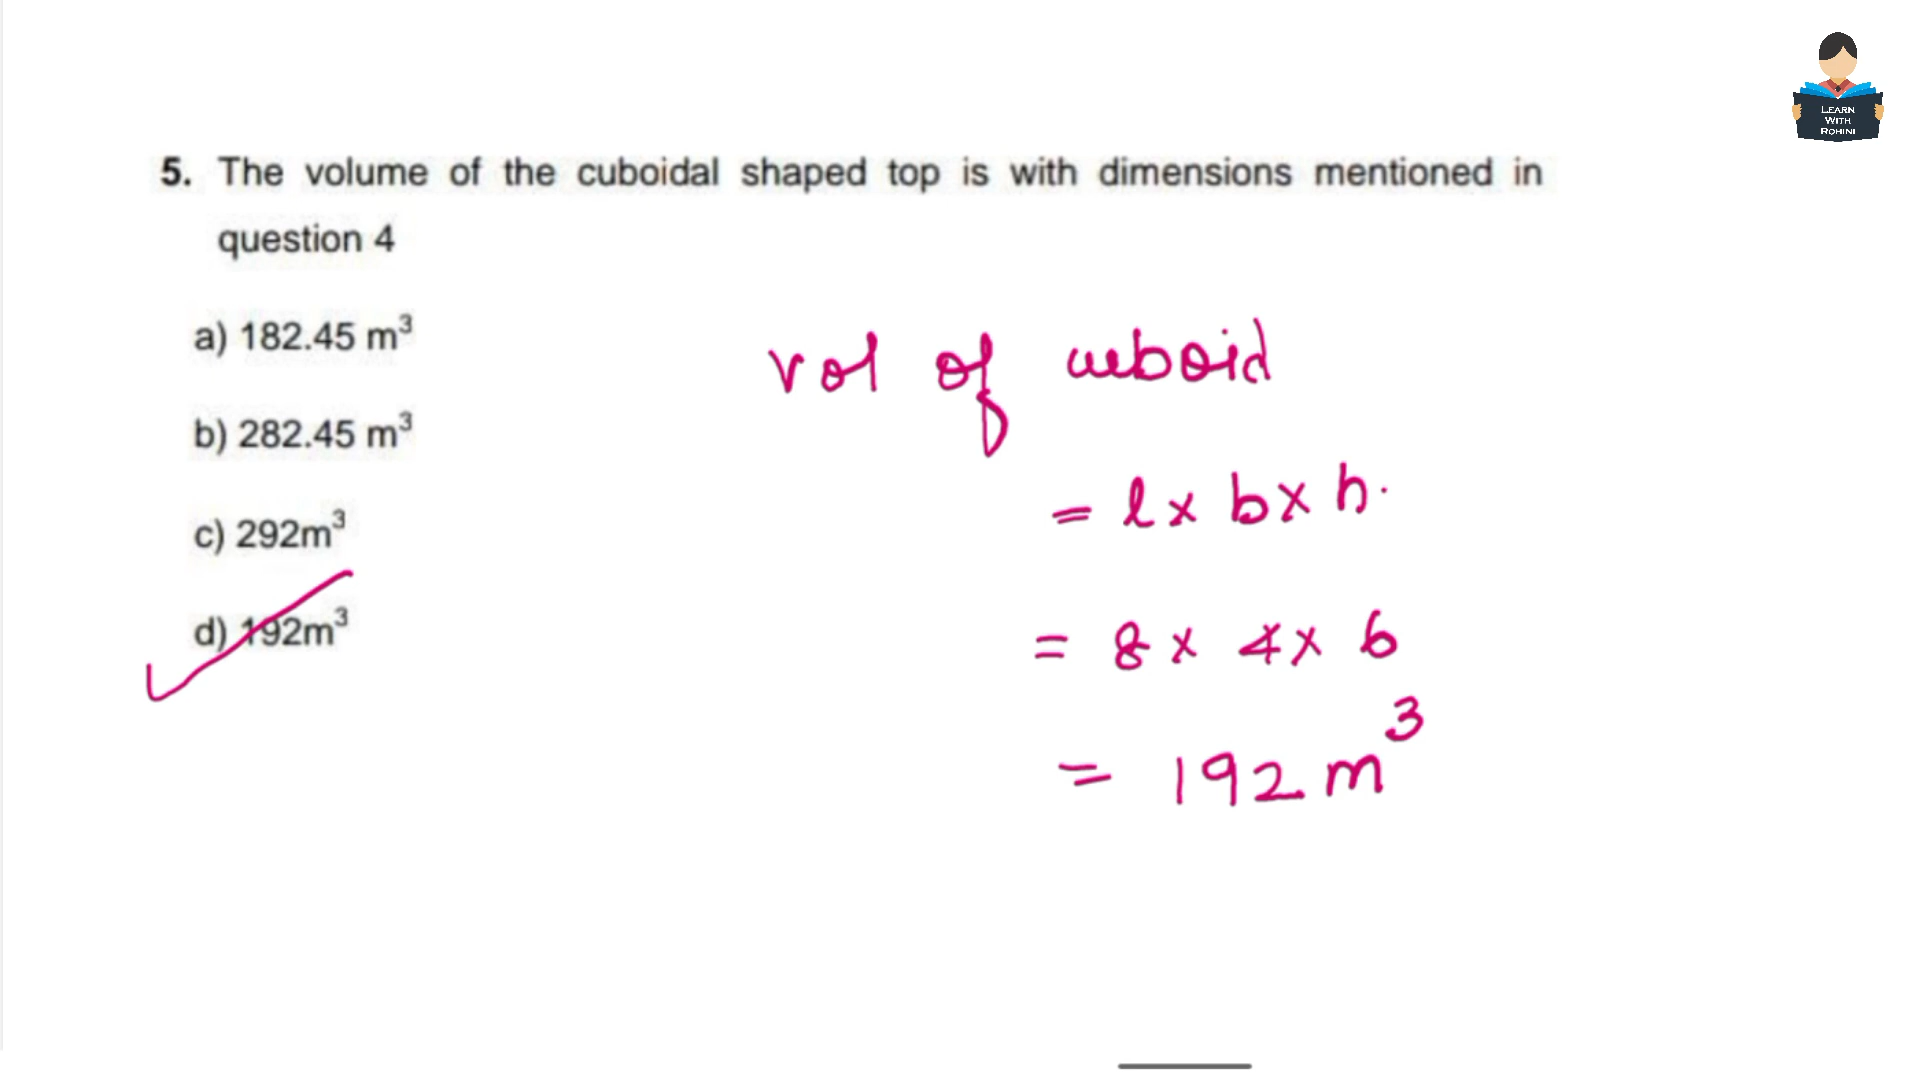 LEARN
WITH
ROHINI
5. The volume of the cuboidal shaped top is with dimensions mentioned in
question 4
a) 182.45 m³
b) 282.45 m³
c) 292m³
d) 192m³
vol of cuboid
= l x b x h.
= 8 x 4 x 6
= 192 m³